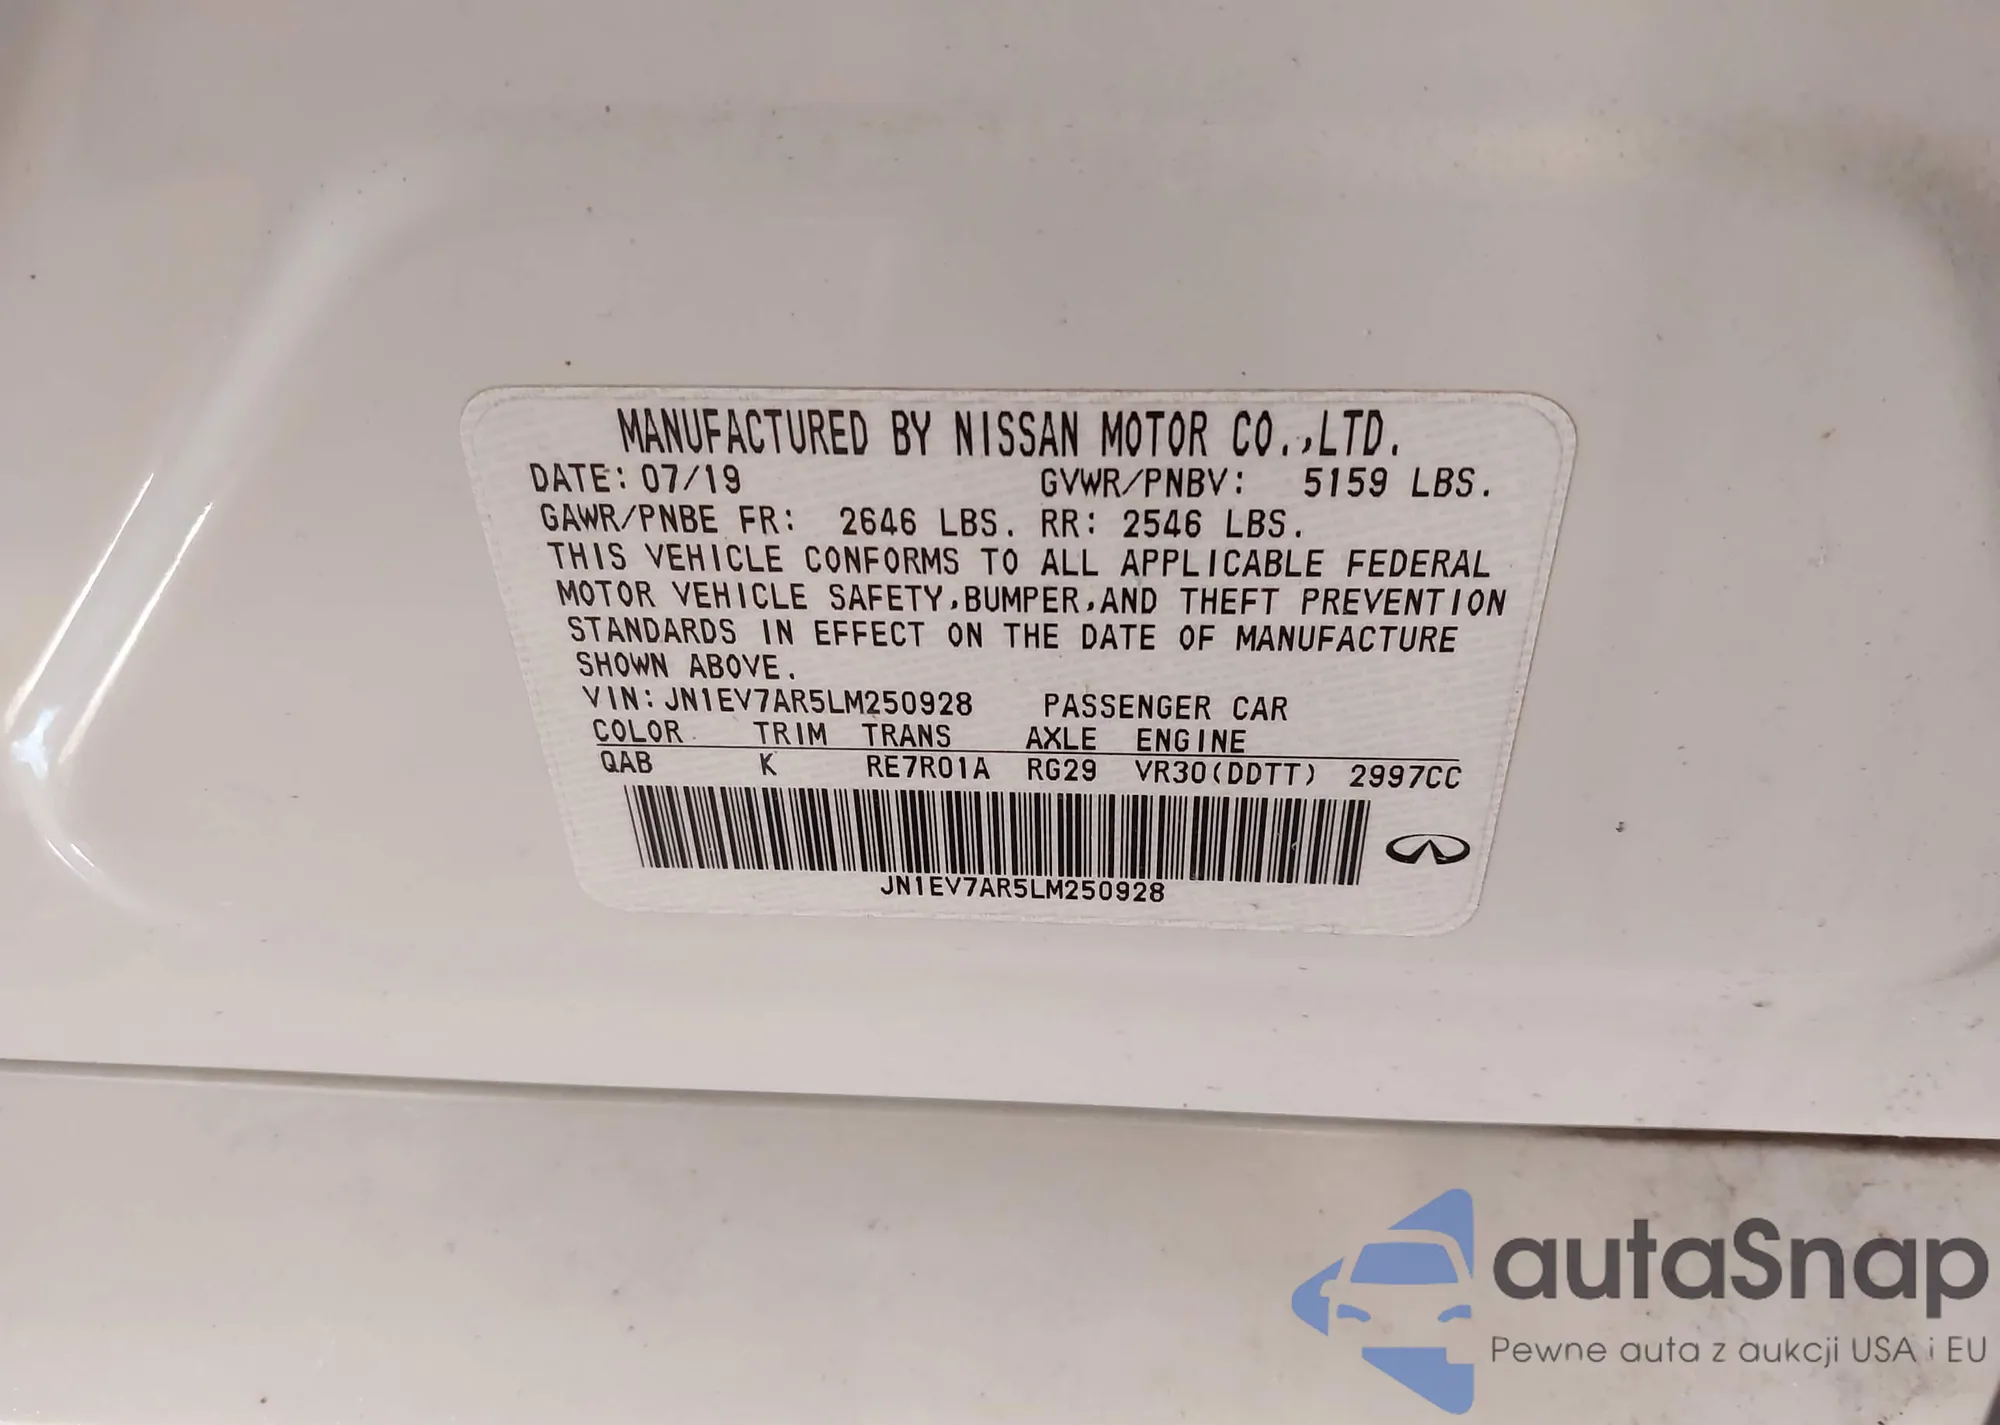 MANUFACTURED BY NISSAN MOTOR CO.,LTD.
DATE: 07/19 GVWR/PNBV: 5159 LBS.
GAWR/PNBE FR: 2646 LBS. RR: 2546 LBS.
THIS VEHICLE CONFORMS TO ALL APPLICABLE FEDERAL
MOTOR VEHICLE SAFETY,BUMPER,AND THEFT PREVENTION
STANDARDS IN EFFECT ON THE DATE OF MANUFACTURE
SHOWN ABOVE.
VIN:JN1EV7AR5LM250928 PASSENGER CAR
COLOR TRIM TRANS AXLE ENGINE
QAB K RE7R01A RG29 VR30(DDTT) 2997CC
JN1EV7AR5LM250928
autaSnap
Pewne auta z aukcji USA i EU